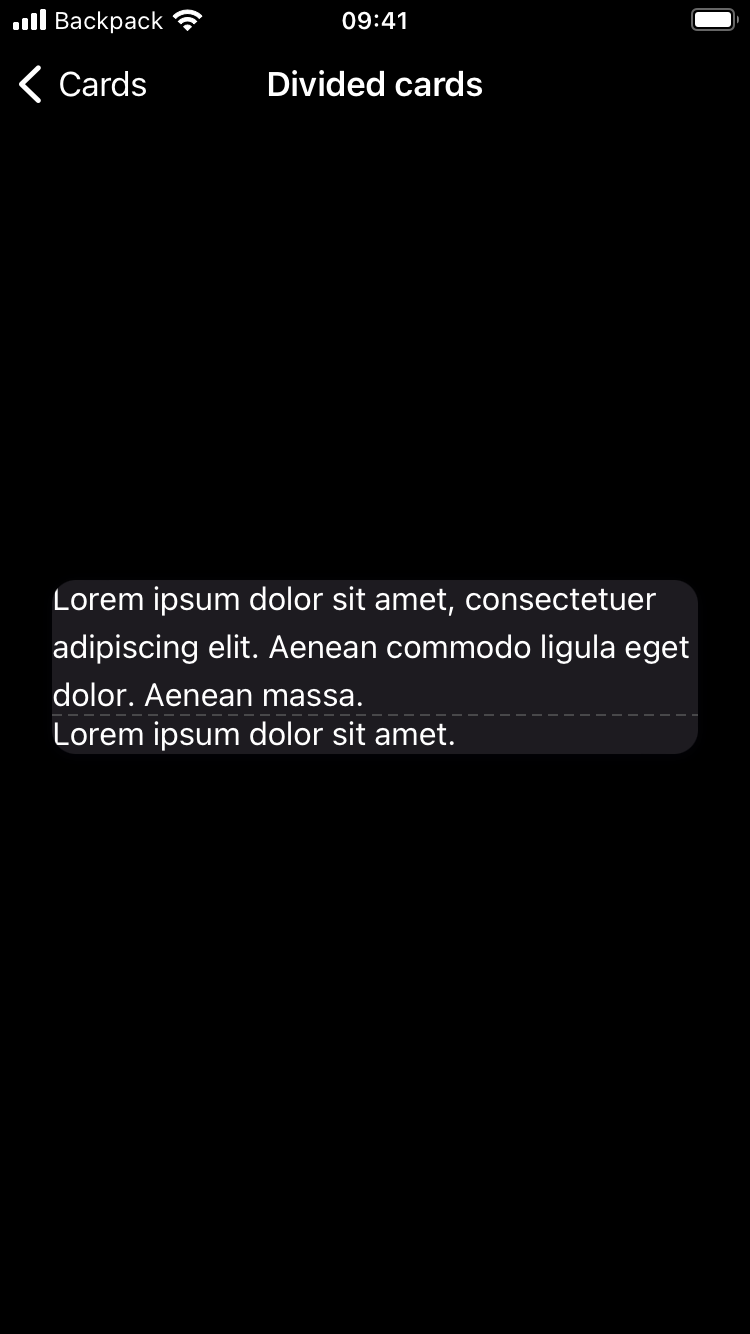 Backpack 09:41
Cards Divided cards
Lorem ipsum dolor sit amet, consectetuer
adipiscing elit. Aenean commodo ligula eget
dolor. Aenean massa.
Lorem ipsum dolor sit amet.